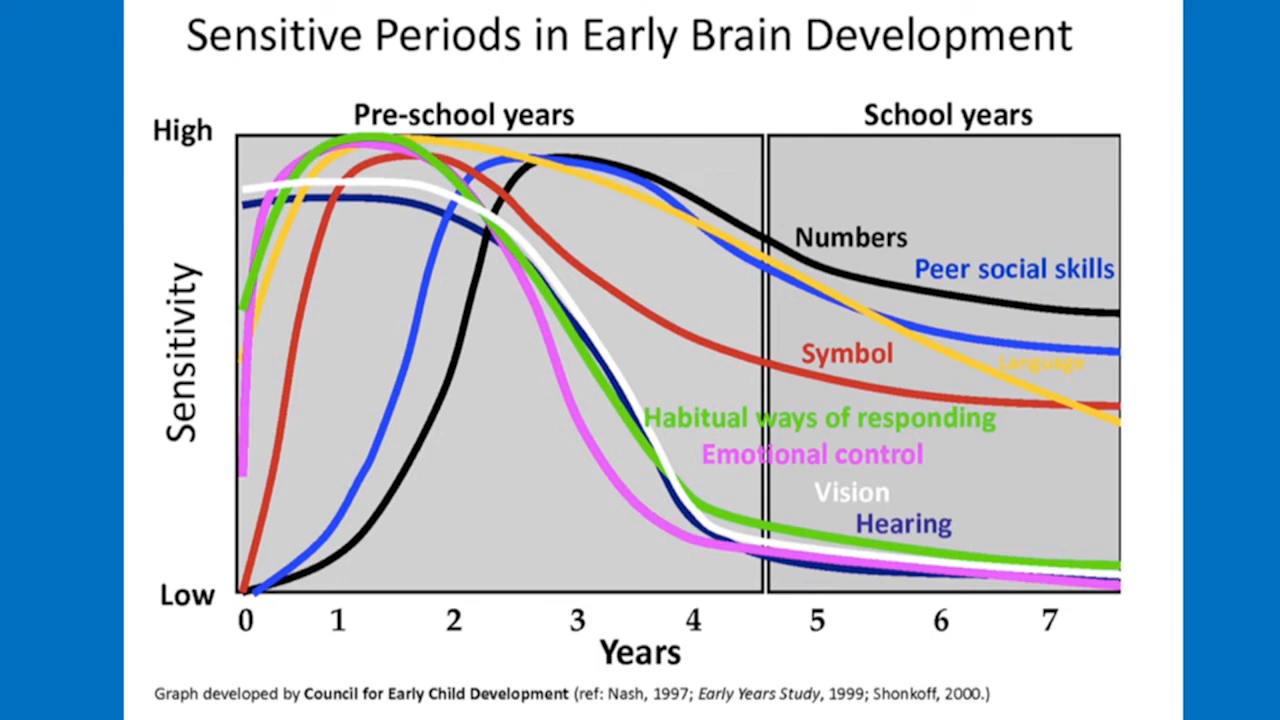 Sensitive Periods in Early Brain Development
Pre-school years
School years
High
Numbers
Peer social skills
Sensitivity
Symbol
Language
Habitual ways of responding
Emotional control
Vision
Hearing
Low
0 1 2 3 4 5 6 7
Years
Graph developed by Council for Early Child Development (ref: Nash, 1997; Early Years Study, 1999; Shonkoff, 2000.)